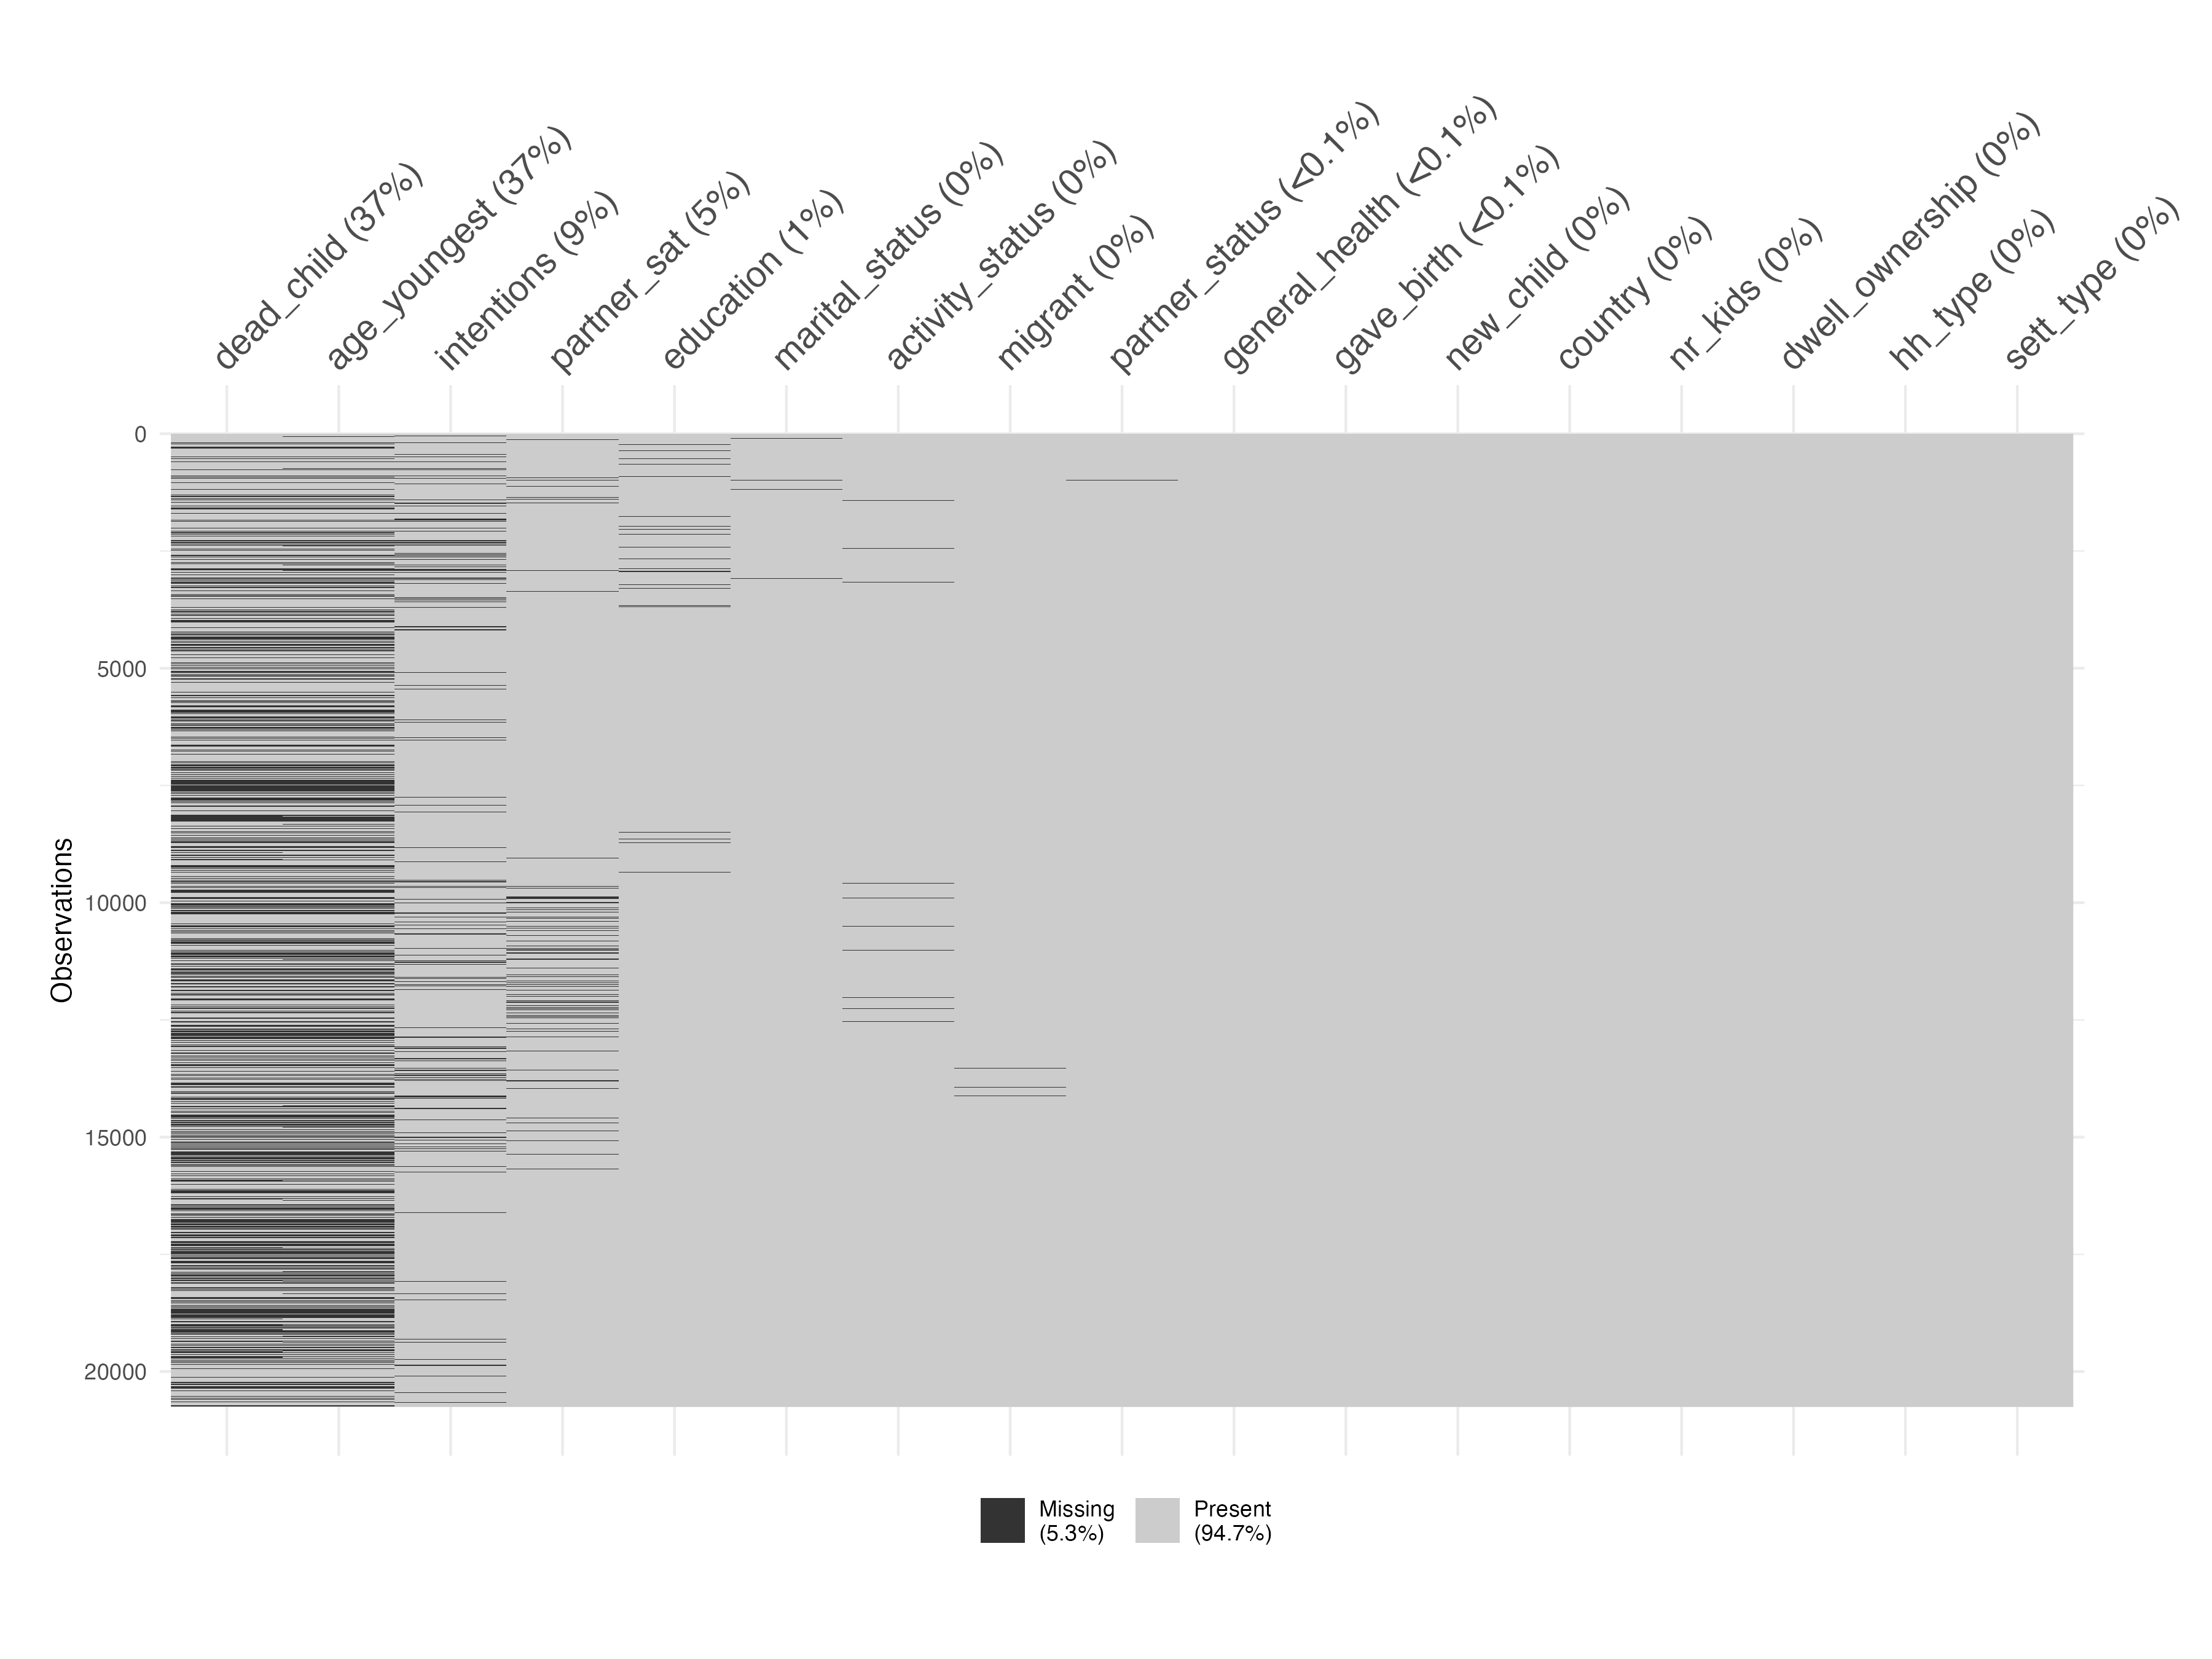 dead_child (37%)
age_youngest (37%)
intentions (9%)
partner_sat (5%)
education (1%)
marital_status (0%)
activity_status (0%)
migrant (0%)
partner_status (<0.1%)
general_health (<0.1%)
gave_birth (<0.1%)
new_child (0%)
country (0%)
nr_kids (0%)
dwell_ownership (0%)
hh_type (0%)
sett_type (0%)
0
5000
10000
15000
20000
Observations
Missing
(5.3%)
Present
(94.7%)